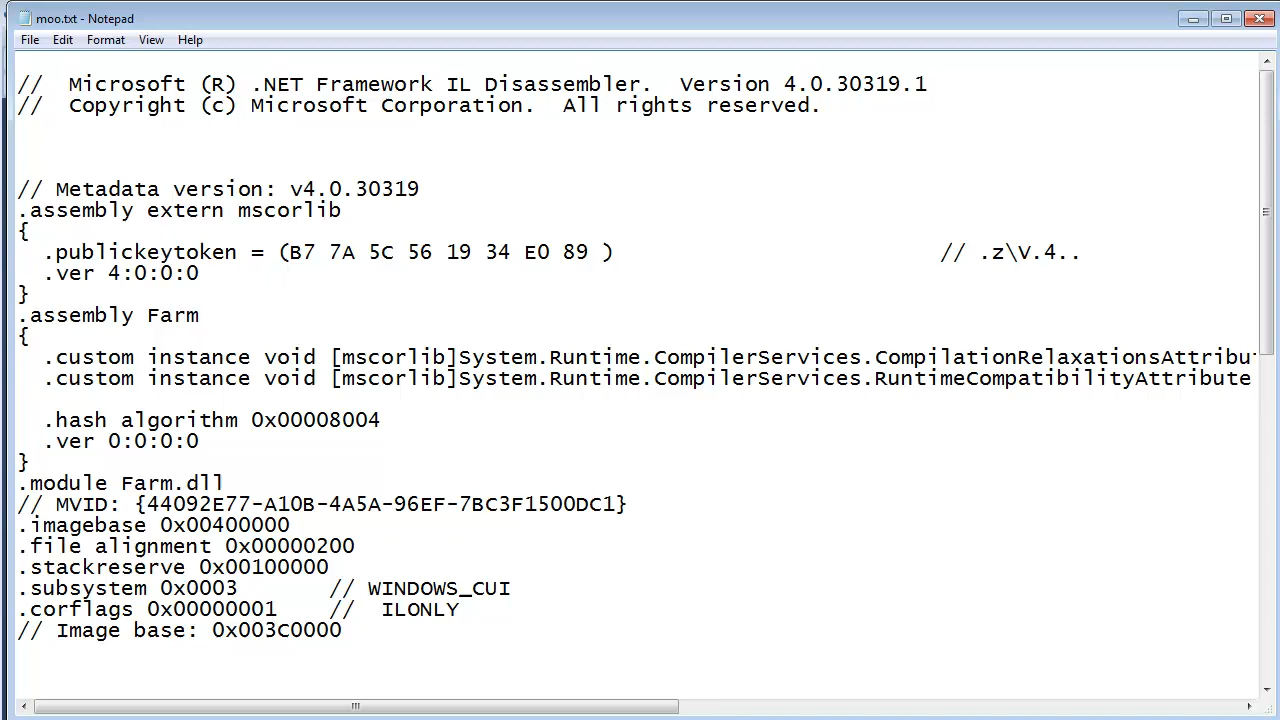 moo.txt - Notepad
File Edit Format View Help
//  Microsoft (R) .NET Framework IL Disassembler.  Version 4.0.30319.1
//  Copyright (c) Microsoft Corporation.  All rights reserved.
// Metadata version: v4.0.30319
.assembly extern mscorlib
{
  .publickeytoken = (B7 7A 5C 56 19 34 E0 89 )                         // .z\V.4..
  .ver 4:0:0:0
}
.assembly Farm
{
  .custom instance void [mscorlib]System.Runtime.CompilerServices.CompilationRelaxationsAttribu
  .custom instance void [mscorlib]System.Runtime.CompilerServices.RuntimeCompatibilityAttribute
  .hash algorithm 0x00008004
  .ver 0:0:0:0
}
.module Farm.dll
// MVID: {44092E77-A10B-4A5A-96EF-7BC3F1500DC1}
.imagebase 0x00400000
.file alignment 0x00000200
.stackreserve 0x00100000
.subsystem 0x0003       // WINDOWS_CUI
.corflags 0x00000001    //  ILONLY
// Image base: 0x003C0000